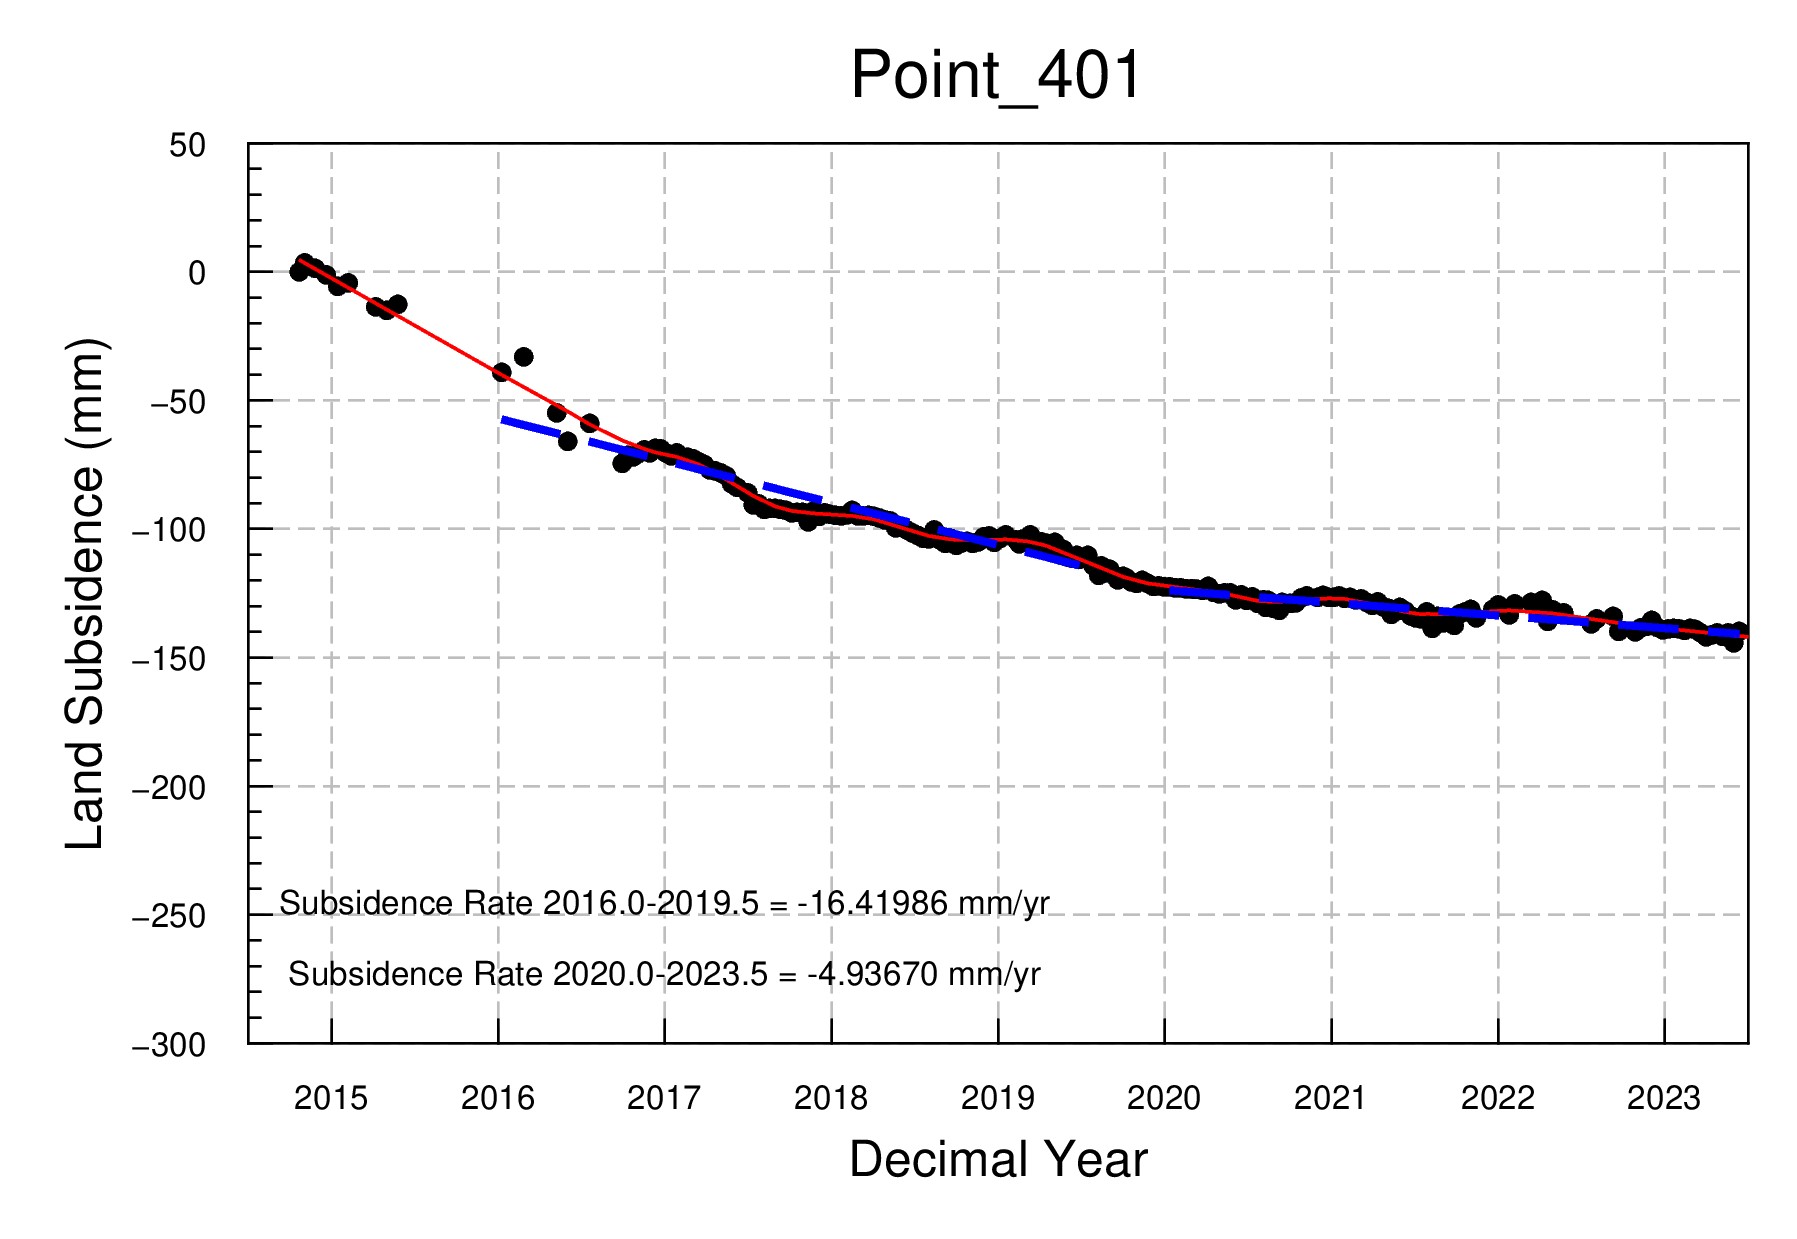 Point_401
50
0
−50
−100
−150
−200
−250
−300
Land Subsidence (mm)
Subsidence Rate 2016.0-2019.5 = -16.41986 mm/yr
Subsidence Rate 2020.0-2023.5 = -4.93670 mm/yr
2015 2016 2017 2018 2019 2020 2021 2022 2023
Decimal Year